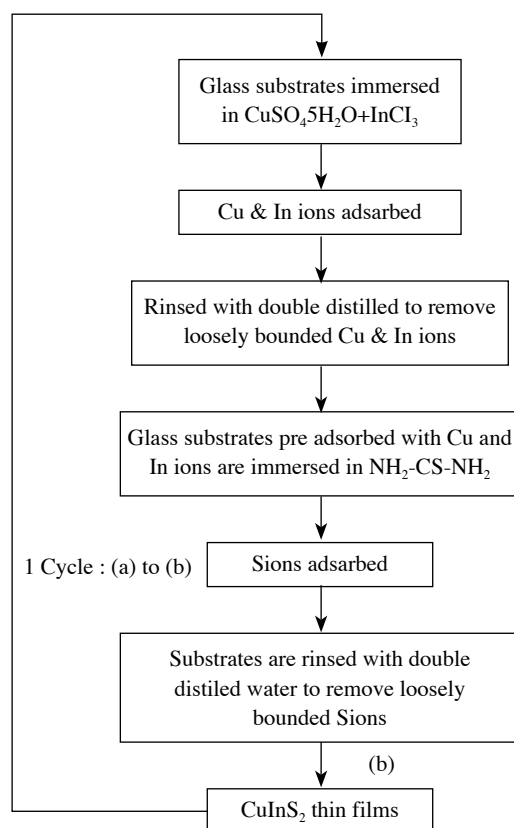 Glass substrates immersed
in CuSO₄5H₂O+InCI₃
Cu & In ions adsarbed
Rinsed with double distilled to remove
loosely bounded Cu & In ions
Glass substrates pre adsorbed with Cu and
In ions are immersed in NH₂-CS-NH₂
1 Cycle : (a) to (b)
Sions adsarbed
Substrates are rinsed with double
distiled water to remove loosely
bounded Sions
(b)
CuInS₂ thin films